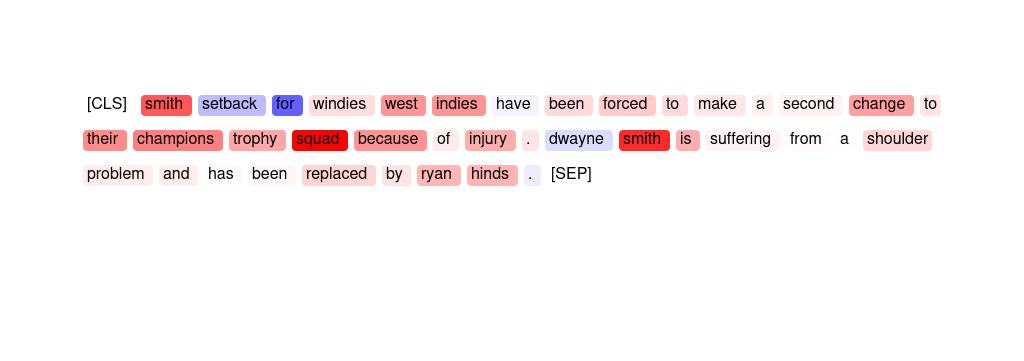 [CLS] smith setback for windies west indies have been forced to make a second change to
their champions trophy squad because of injury . dwayne smith is suffering from a shoulder
problem and has been replaced by ryan hinds . [SEP]